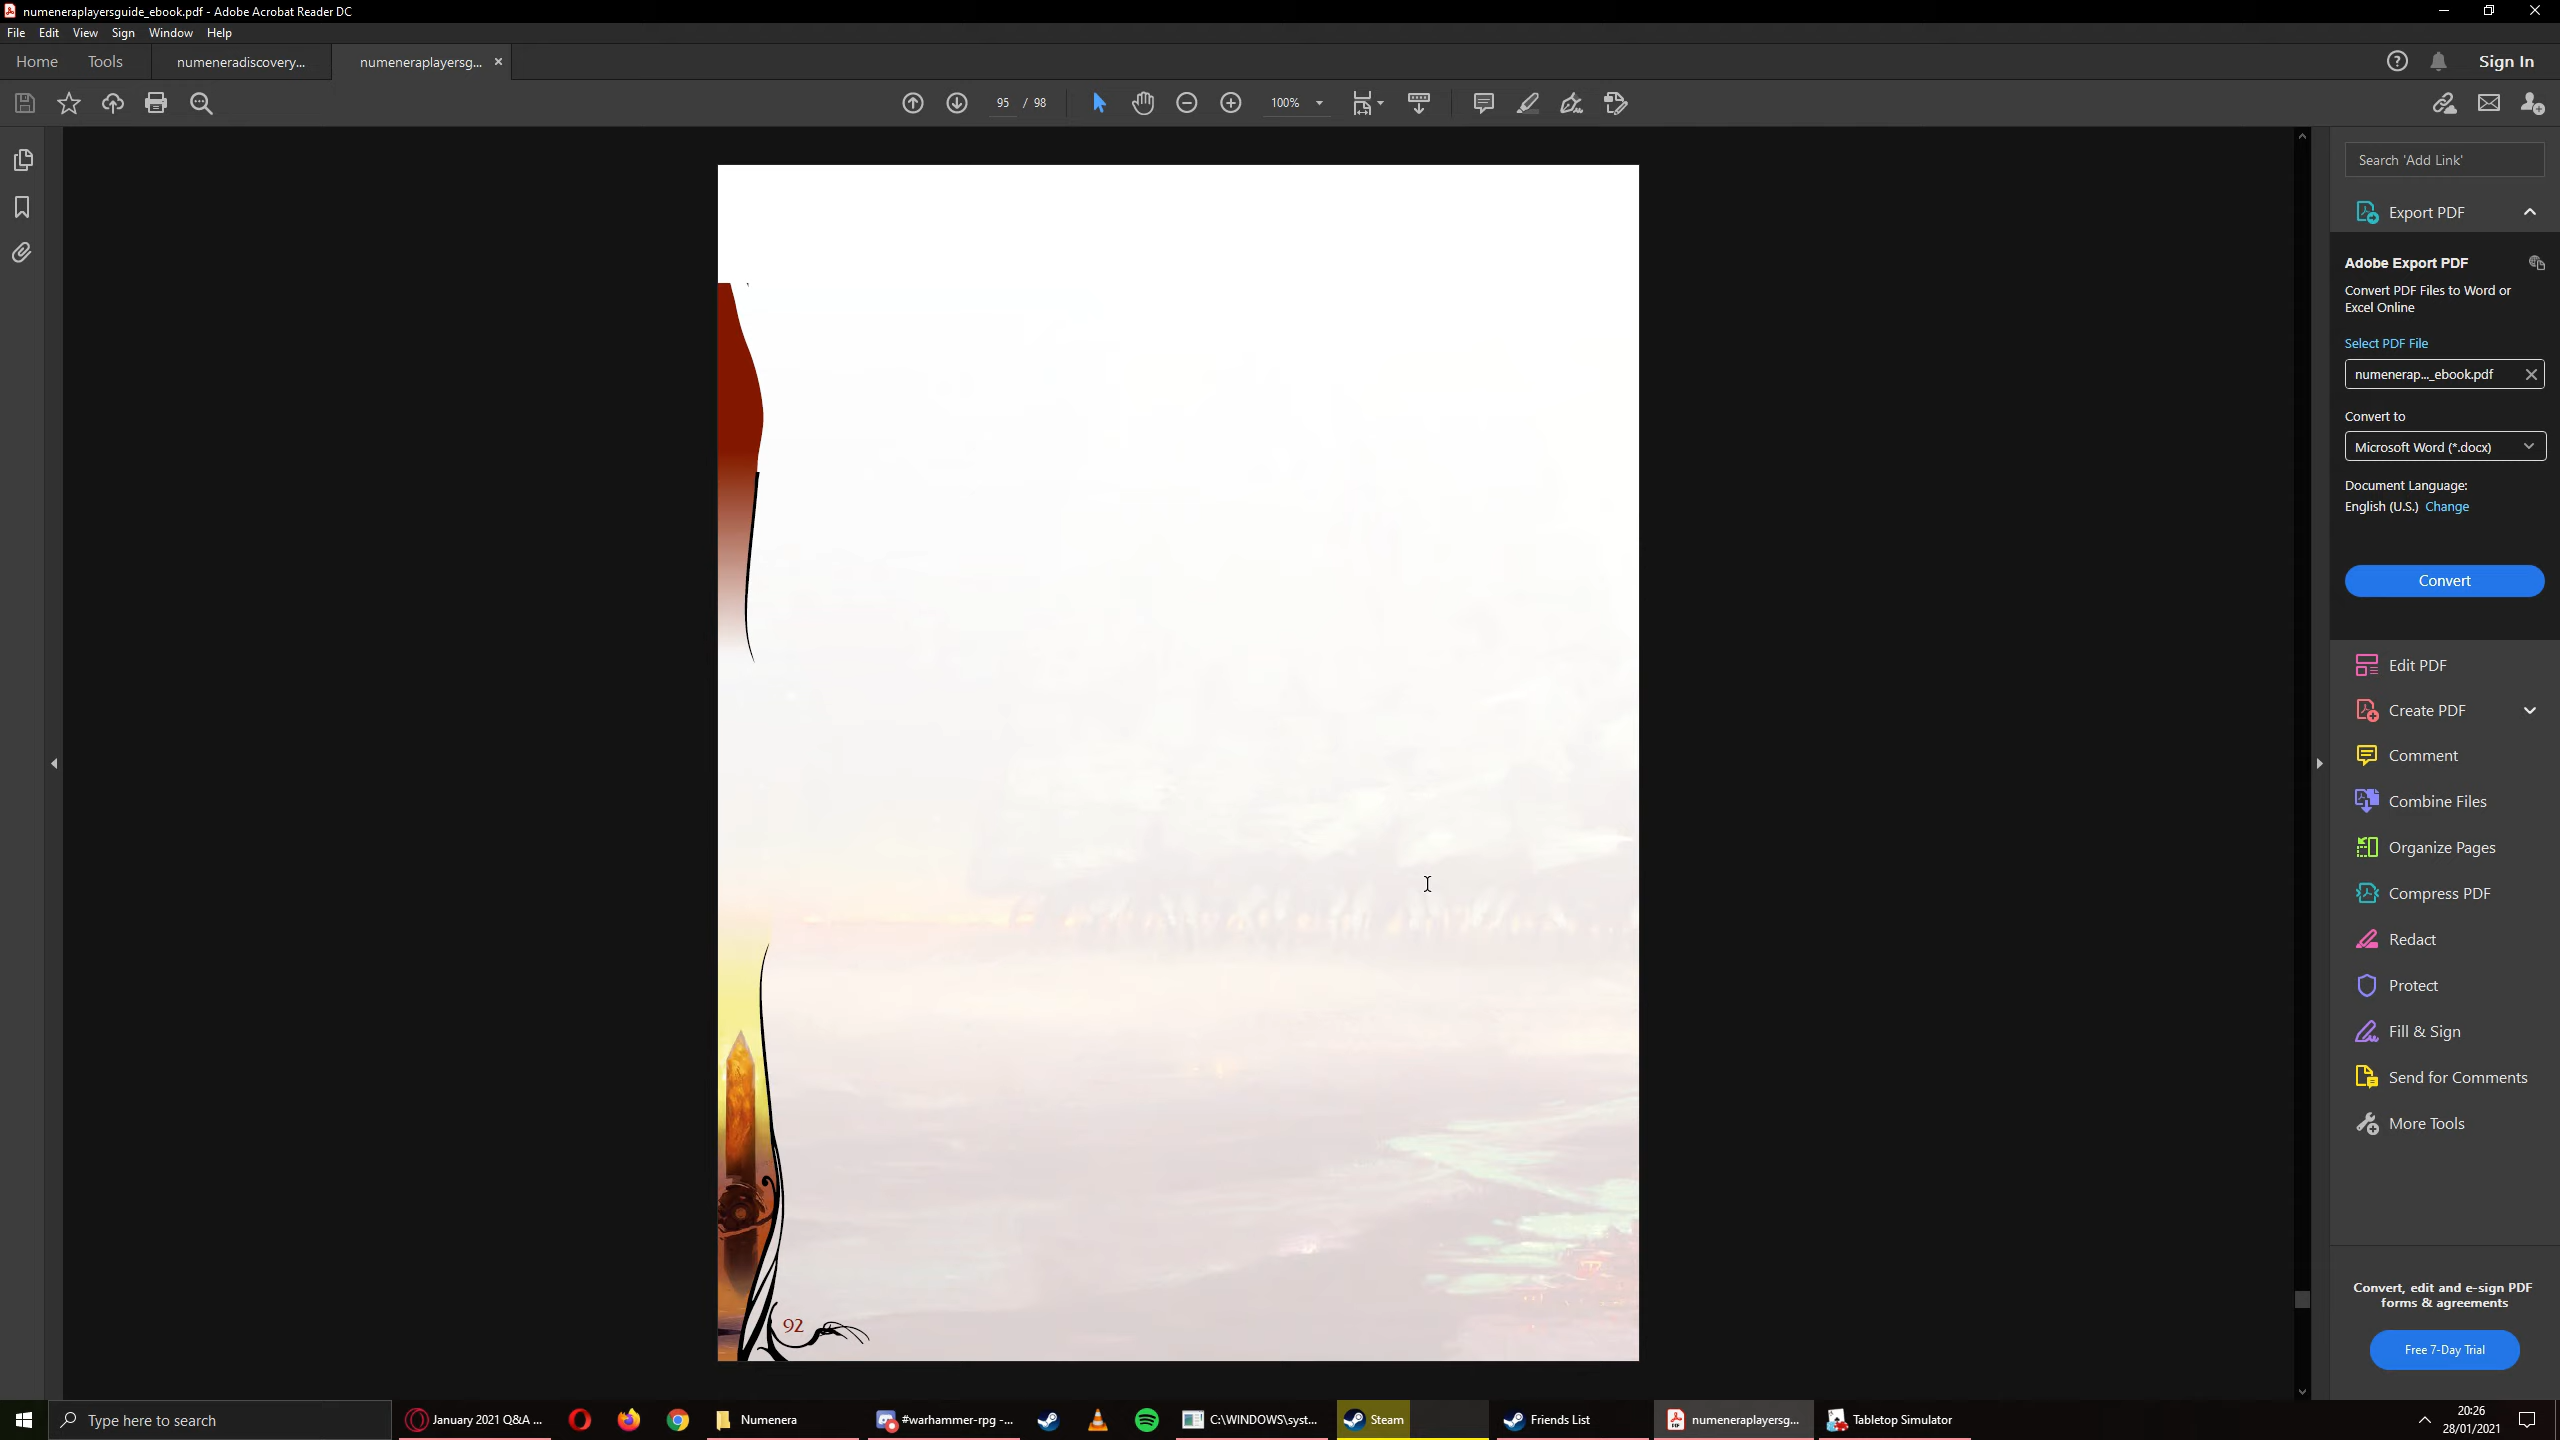 numeneraplayersguide_ebook.pdf - Adobe Acrobat Reader DC
File Edit View Sign Window Help
Home Tools numeneradiscovery... numeneraplayersg... Sign In
95 / 98 100%
Search 'Add Link'
Export PDF
Adobe Export PDF
Convert PDF Files to Word or
Excel Online
Select PDF File
numenerap..._ebook.pdf
Convert to
Microsoft Word (*.docx)
Document Language:
English (U.S.) Change
Convert
Edit PDF
Create PDF
Comment
Combine Files
Organize Pages
Compress PDF
Redact
Protect
Fill & Sign
Send for Comments
More Tools
Convert, edit and e-sign PDF
forms & agreements
Free 7-Day Trial
92
Type here to search January 2021 Q&A ... Numenera #warhammer-rpg -... C:\WINDOWS\syst... Steam Friends List numeneraplayersg... Tabletop Simulator
20:26
28/01/2021